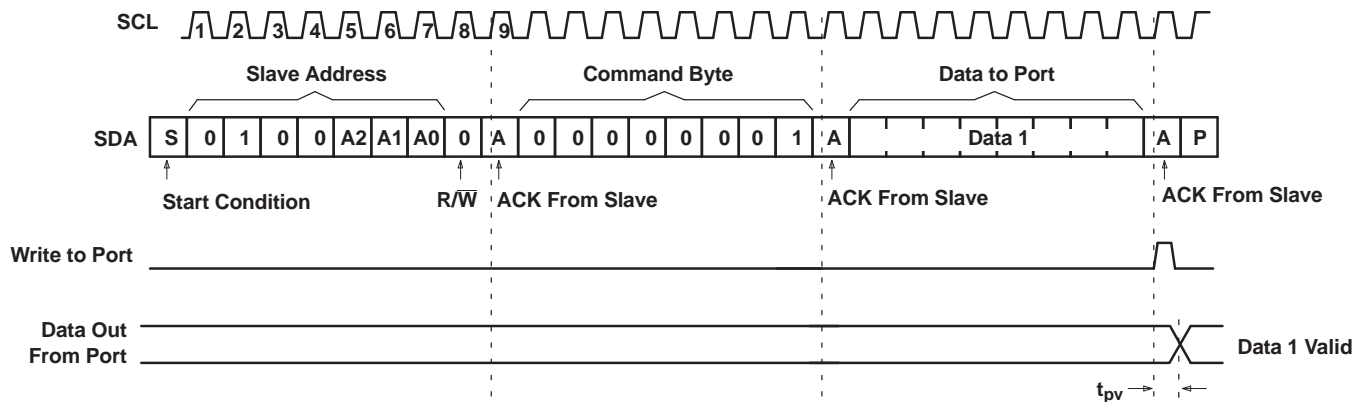 SCL 1 2 3 4 5 6 7 8 9
Slave Address Command Byte Data to Port
SDA S 0 1 0 0 A2 A1 A0 0 A 0 0 0 0 0 0 0 1 A Data 1 A P
Start Condition R/W̅ ACK From Slave ACK From Slave ACK From Slave
Write to Port
Data Out
From Port
Data 1 Valid
tpv